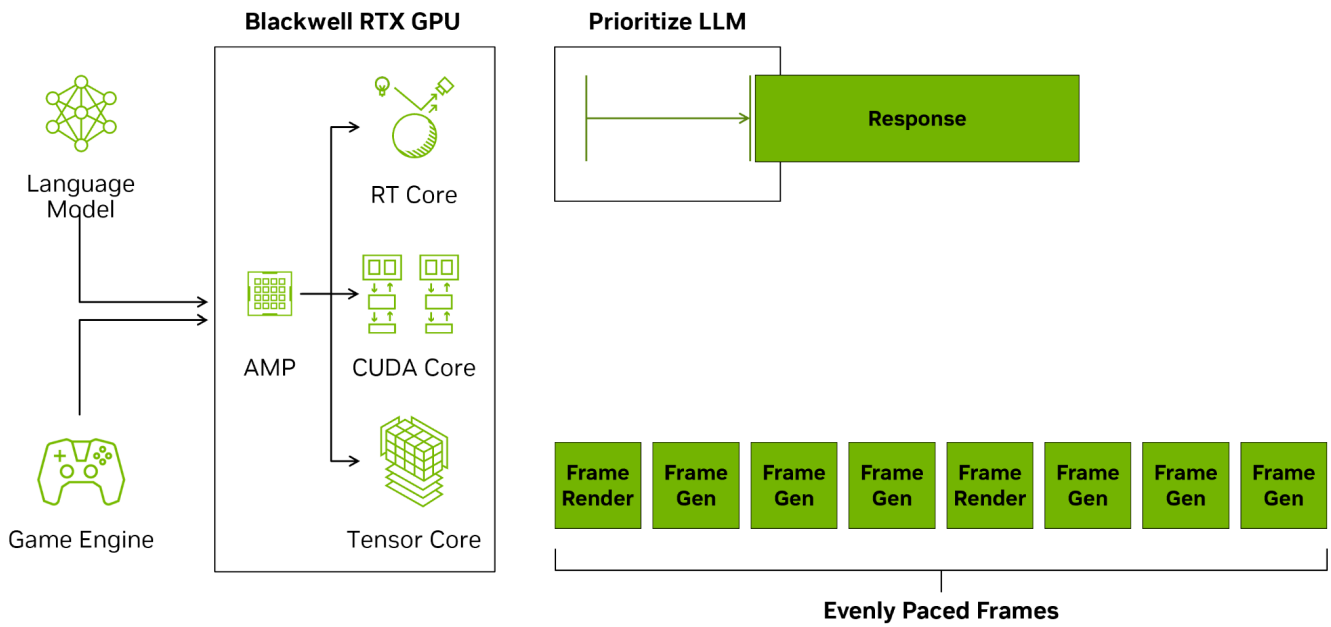 Blackwell RTX GPU
Prioritize LLM
Language
Model
RT Core
Response
AMP
CUDA Core
Game Engine
Tensor Core
Frame
Render
Frame
Gen
Frame
Gen
Frame
Gen
Frame
Render
Frame
Gen
Frame
Gen
Frame
Gen
Evenly Paced Frames